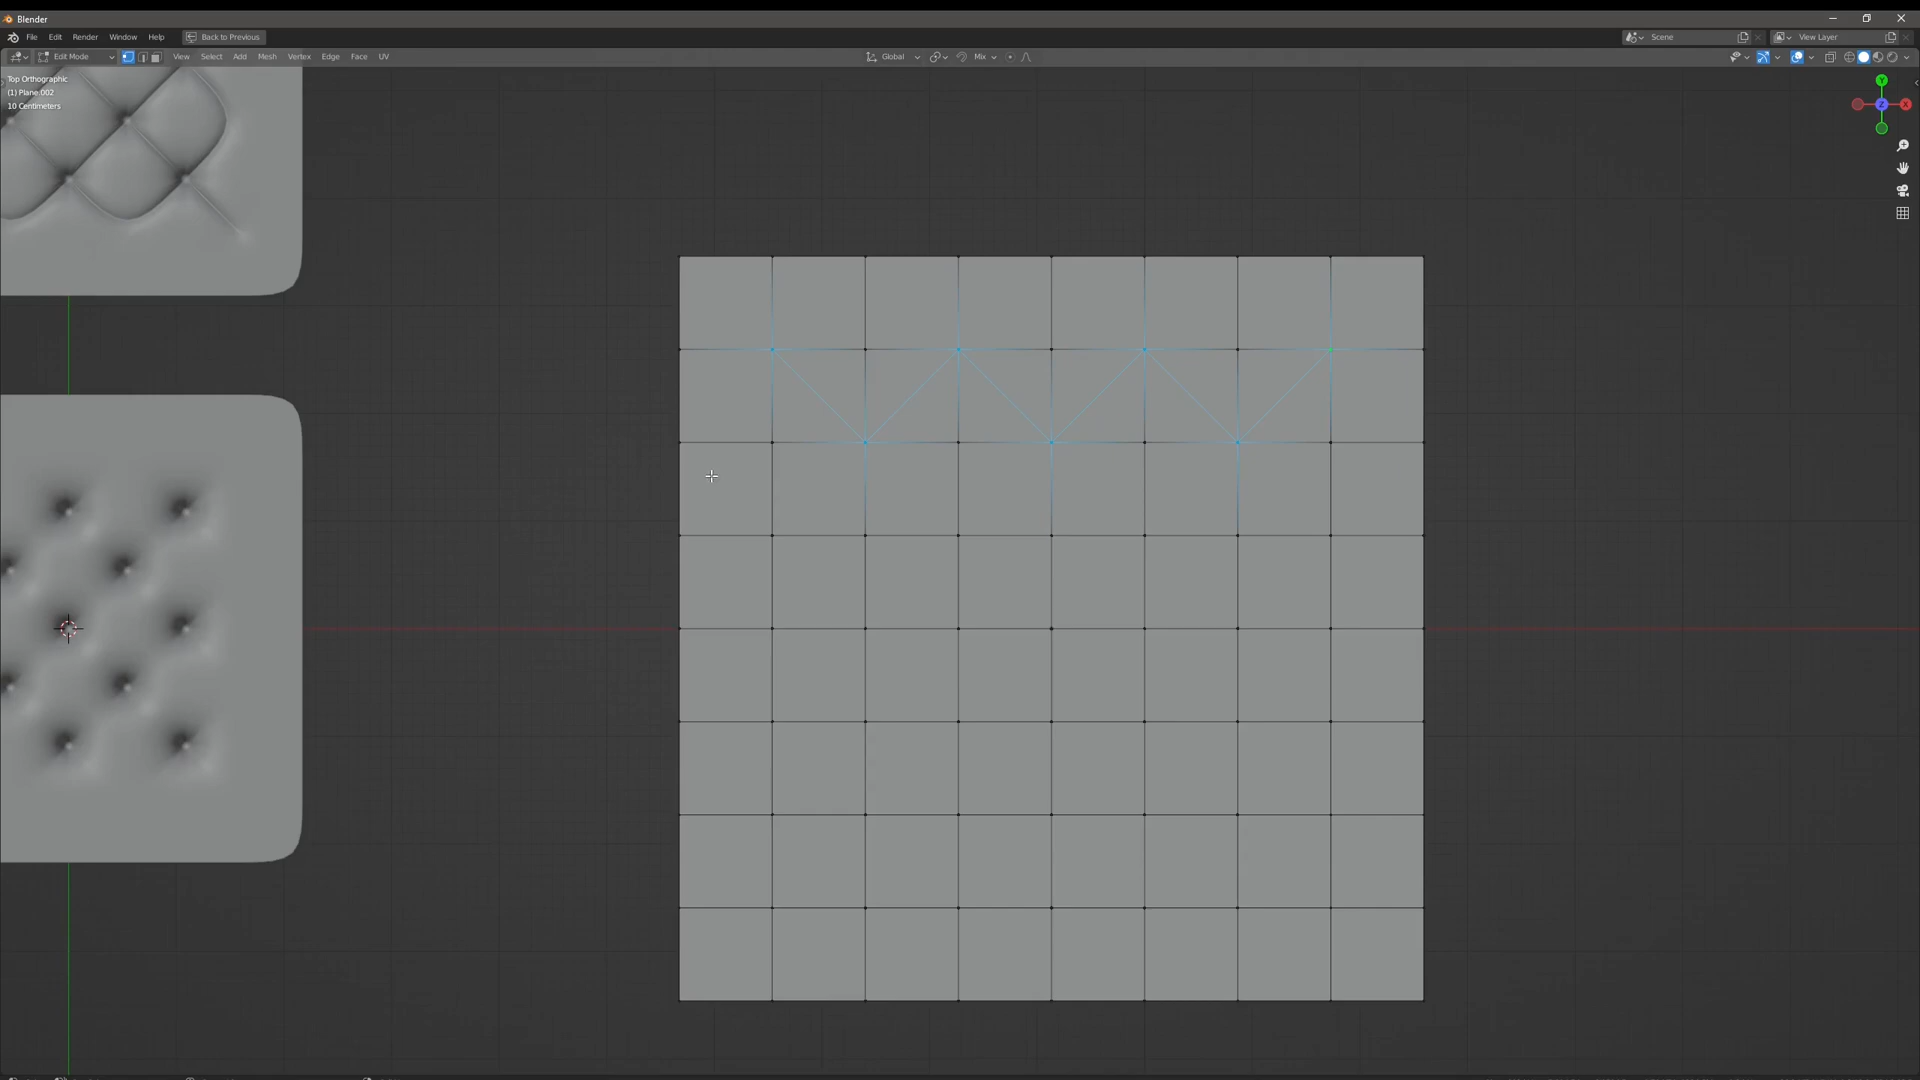 Blender
File Edit Render Window Help Back to Previous Scene View Layer
Edit Mode View Select Add Mesh Vertex Edge Face UV Global Mix
Top Orthographic
(1) Plane.002
10 Centimeters
Y
Z
X